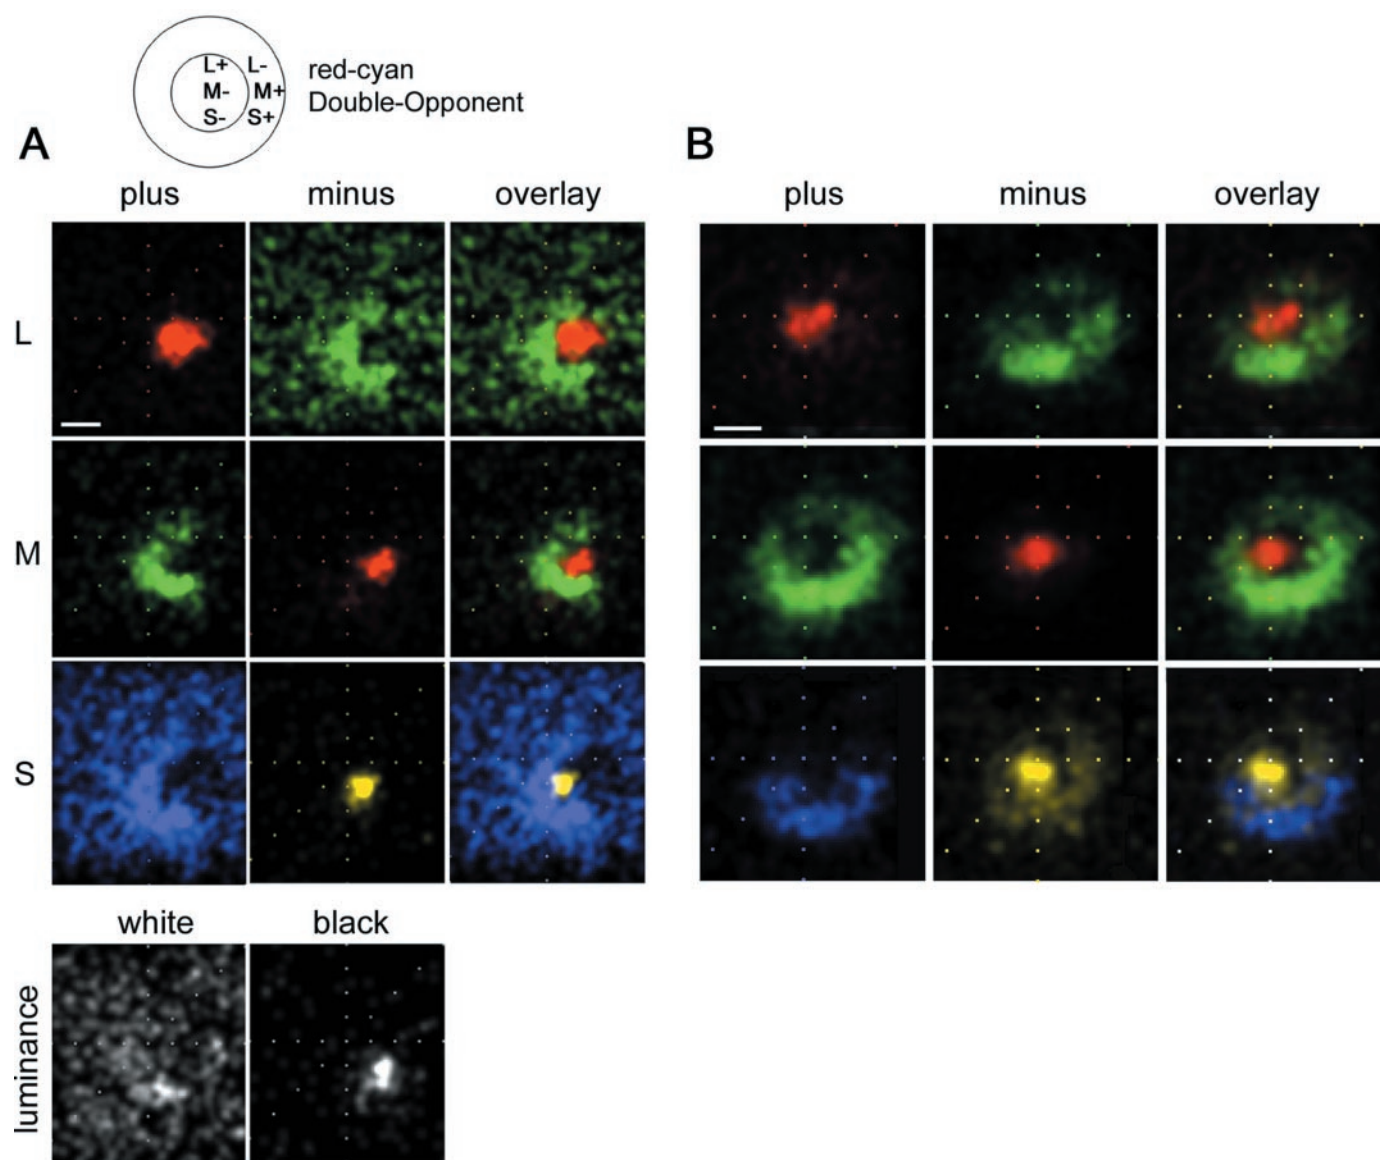 L+ L-
M- M+
S- S+
red-cyan
Double-Opponent
A
B
plus minus overlay
plus minus overlay
L
M
S
white black
luminance